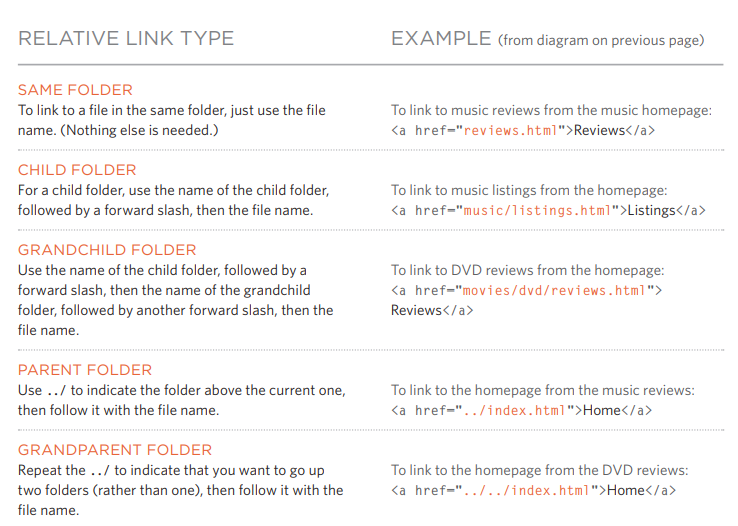 RELATIVE LINK TYPE
EXAMPLE (from diagram on previous page)
SAME FOLDER
To link to a file in the same folder, just use the file
name. (Nothing else is needed.)
To link to music reviews from the music homepage:
<a href="reviews.html">Reviews</a>
CHILD FOLDER
For a child folder, use the name of the child folder,
followed by a forward slash, then the file name.
To link to music listings from the homepage:
<a href="music/listings.html">Listings</a>
GRANDCHILD FOLDER
Use the name of the child folder, followed by a
forward slash, then the name of the grandchild
folder, followed by another forward slash, then the
file name.
To link to DVD reviews from the homepage:
<a href="movies/dvd/reviews.html">
Reviews</a>
PARENT FOLDER
Use ../ to indicate the folder above the current one,
then follow it with the file name.
To link to the homepage from the music reviews:
<a href="../index.html">Home</a>
GRANDPARENT FOLDER
Repeat the ../ to indicate that you want to go up
two folders (rather than one), then follow it with the
file name.
To link to the homepage from the DVD reviews:
<a href="../../index.html">Home</a>